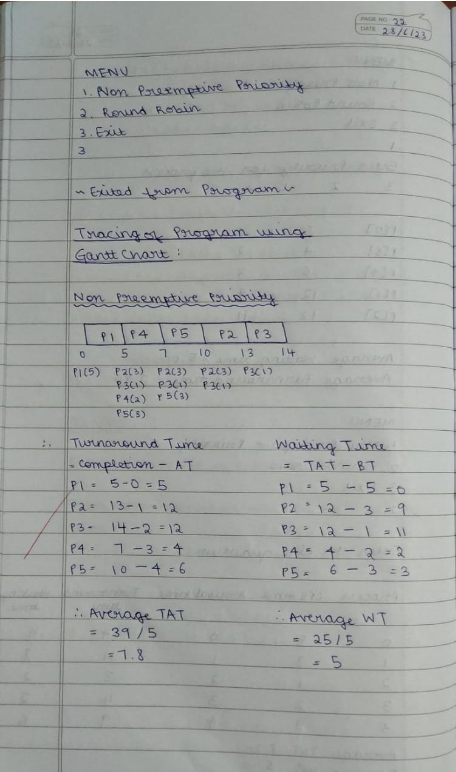 PAGE NO. 22
DATE 23/6/23
MENU
1. Non Preemptive Priority
2. Round Robin
3. Exit
3
~ Exited from Program ~
Tracing of Program using
Gantt Chart :
Non Preemptive Priority
P1 P4 P5 P2 P3
0 5 7 10 13 14
P1(5) P2(3) P2(3) P2(3) P3(1)
P3(1) P3(1) P3(1)
P4(2) P5(3)
P5(3)
∴ Turnaround Time
= Completion - AT
P1 = 5-0 = 5
P2 = 13-1 = 12
P3 = 14-2 = 12
P4 = 7-3 = 4
P5 = 10-4 = 6
∴ Average TAT
= 39/5
= 7.8
Waiting Time
= TAT - BT
P1 = 5 - 5 = 0
P2 = 12 - 3 = 9
P3 = 12 - 1 = 11
P4 = 4 - 2 = 2
P5 = 6 - 3 = 3
∴ Average WT
= 25/5
= 5